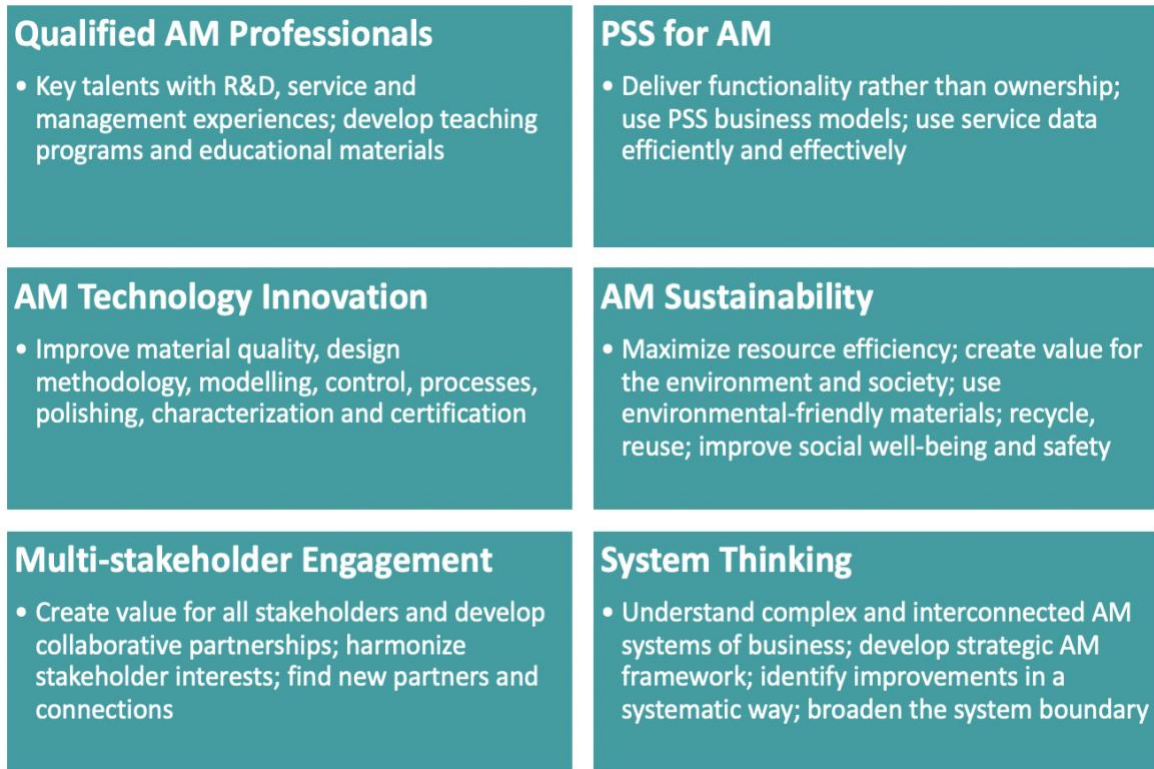 Qualified AM Professionals
• Key talents with R&D, service and
management experiences; develop teaching
programs and educational materials
PSS for AM
• Deliver functionality rather than ownership;
use PSS business models; use service data
efficiently and effectively
AM Technology Innovation
• Improve material quality, design
methodology, modelling, control, processes,
polishing, characterization and certification
AM Sustainability
• Maximize resource efficiency; create value for
the environment and society; use
environmental-friendly materials; recycle,
reuse; improve social well-being and safety
Multi-stakeholder Engagement
• Create value for all stakeholders and develop
collaborative partnerships; harmonize
stakeholder interests; find new partners and
connections
System Thinking
• Understand complex and interconnected AM
systems of business; develop strategic AM
framework; identify improvements in a
systematic way; broaden the system boundary